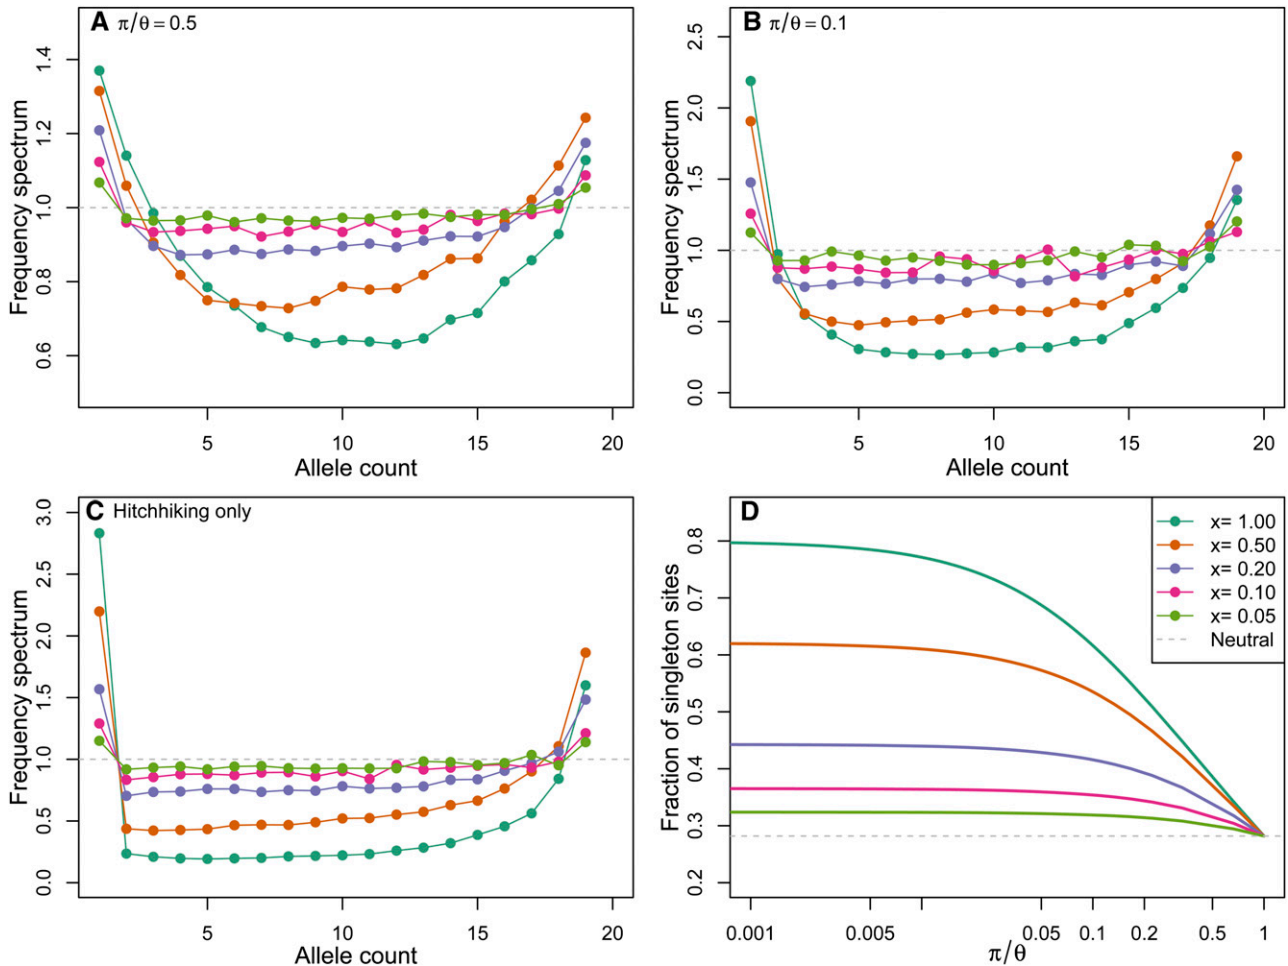 A π/θ = 0.5
Frequency spectrum
1.4
1.2
1.0
0.8
0.6
5 10 15 20
Allele count
B π/θ = 0.1
Frequency spectrum
2.5
2.0
1.5
1.0
0.5
0.0
5 10 15 20
Allele count
C Hitchhiking only
Frequency spectrum
3.0
2.5
2.0
1.5
1.0
0.5
0.0
5 10 15 20
Allele count
D
Fraction of singleton sites
0.8
0.7
0.6
0.5
0.4
0.3
0.2
x= 1.00
x= 0.50
x= 0.20
x= 0.10
x= 0.05
Neutral
0.001 0.005 0.05 0.1 0.2 0.5 1
π/θ